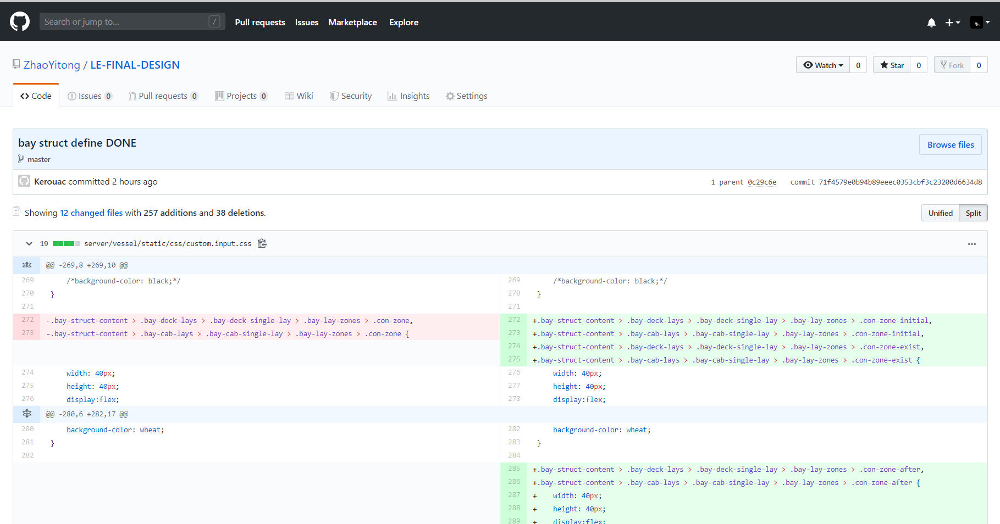 Search or jump to... /
Pull requests Issues Marketplace Explore
ZhaoYitong / LE-FINAL-DESIGN
Watch 0 Star 0 Fork 0
Code Issues 0 Pull requests 0 Projects 0 Wiki Security Insights Settings
bay struct define DONE
Browse files
master
Kerouac committed 2 hours ago
1 parent 0c29c6e commit 71f4579e0b94b89eeec0353cbf3c23200d6634d8
Showing 12 changed files with 257 additions and 38 deletions.
Unified Split
19 server/vessel/static/css/custom.input.css
@@ -269,8 +269,10 @@
269 /*background-color: black;*/ 269 /*background-color: black;*/
270 } 270 }
271 271
272 -.bay-struct-content > .bay-deck-lays > .bay-deck-single-lay > .bay-lay-zones > .con-zone, 272 +.bay-struct-content > .bay-deck-lays > .bay-deck-single-lay > .bay-lay-zones > .con-zone-initial,
273 -.bay-struct-content > .bay-cab-lays > .bay-cab-single-lay > .bay-lay-zones > .con-zone { 273 +.bay-struct-content > .bay-cab-lays > .bay-cab-single-lay > .bay-lay-zones > .con-zone-initial,
274 +.bay-struct-content > .bay-deck-lays > .bay-deck-single-lay > .bay-lay-zones > .con-zone-exist,
275 +.bay-struct-content > .bay-cab-lays > .bay-cab-single-lay > .bay-lay-zones > .con-zone-exist {
274 width: 40px; 276 width: 40px;
275 height: 40px; 277 height: 40px;
276 display:flex; 278 display:flex;
@@ -280,6 +282,17 @@
280 background-color: wheat; 282 background-color: wheat;
281 } 283 }
282 284
285 +.bay-struct-content > .bay-deck-lays > .bay-deck-single-lay > .bay-lay-zones > .con-zone-after,
286 +.bay-struct-content > .bay-cab-lays > .bay-cab-single-lay > .bay-lay-zones > .con-zone-after {
287 + width: 40px;
288 + height: 40px;
289 + display:flex;